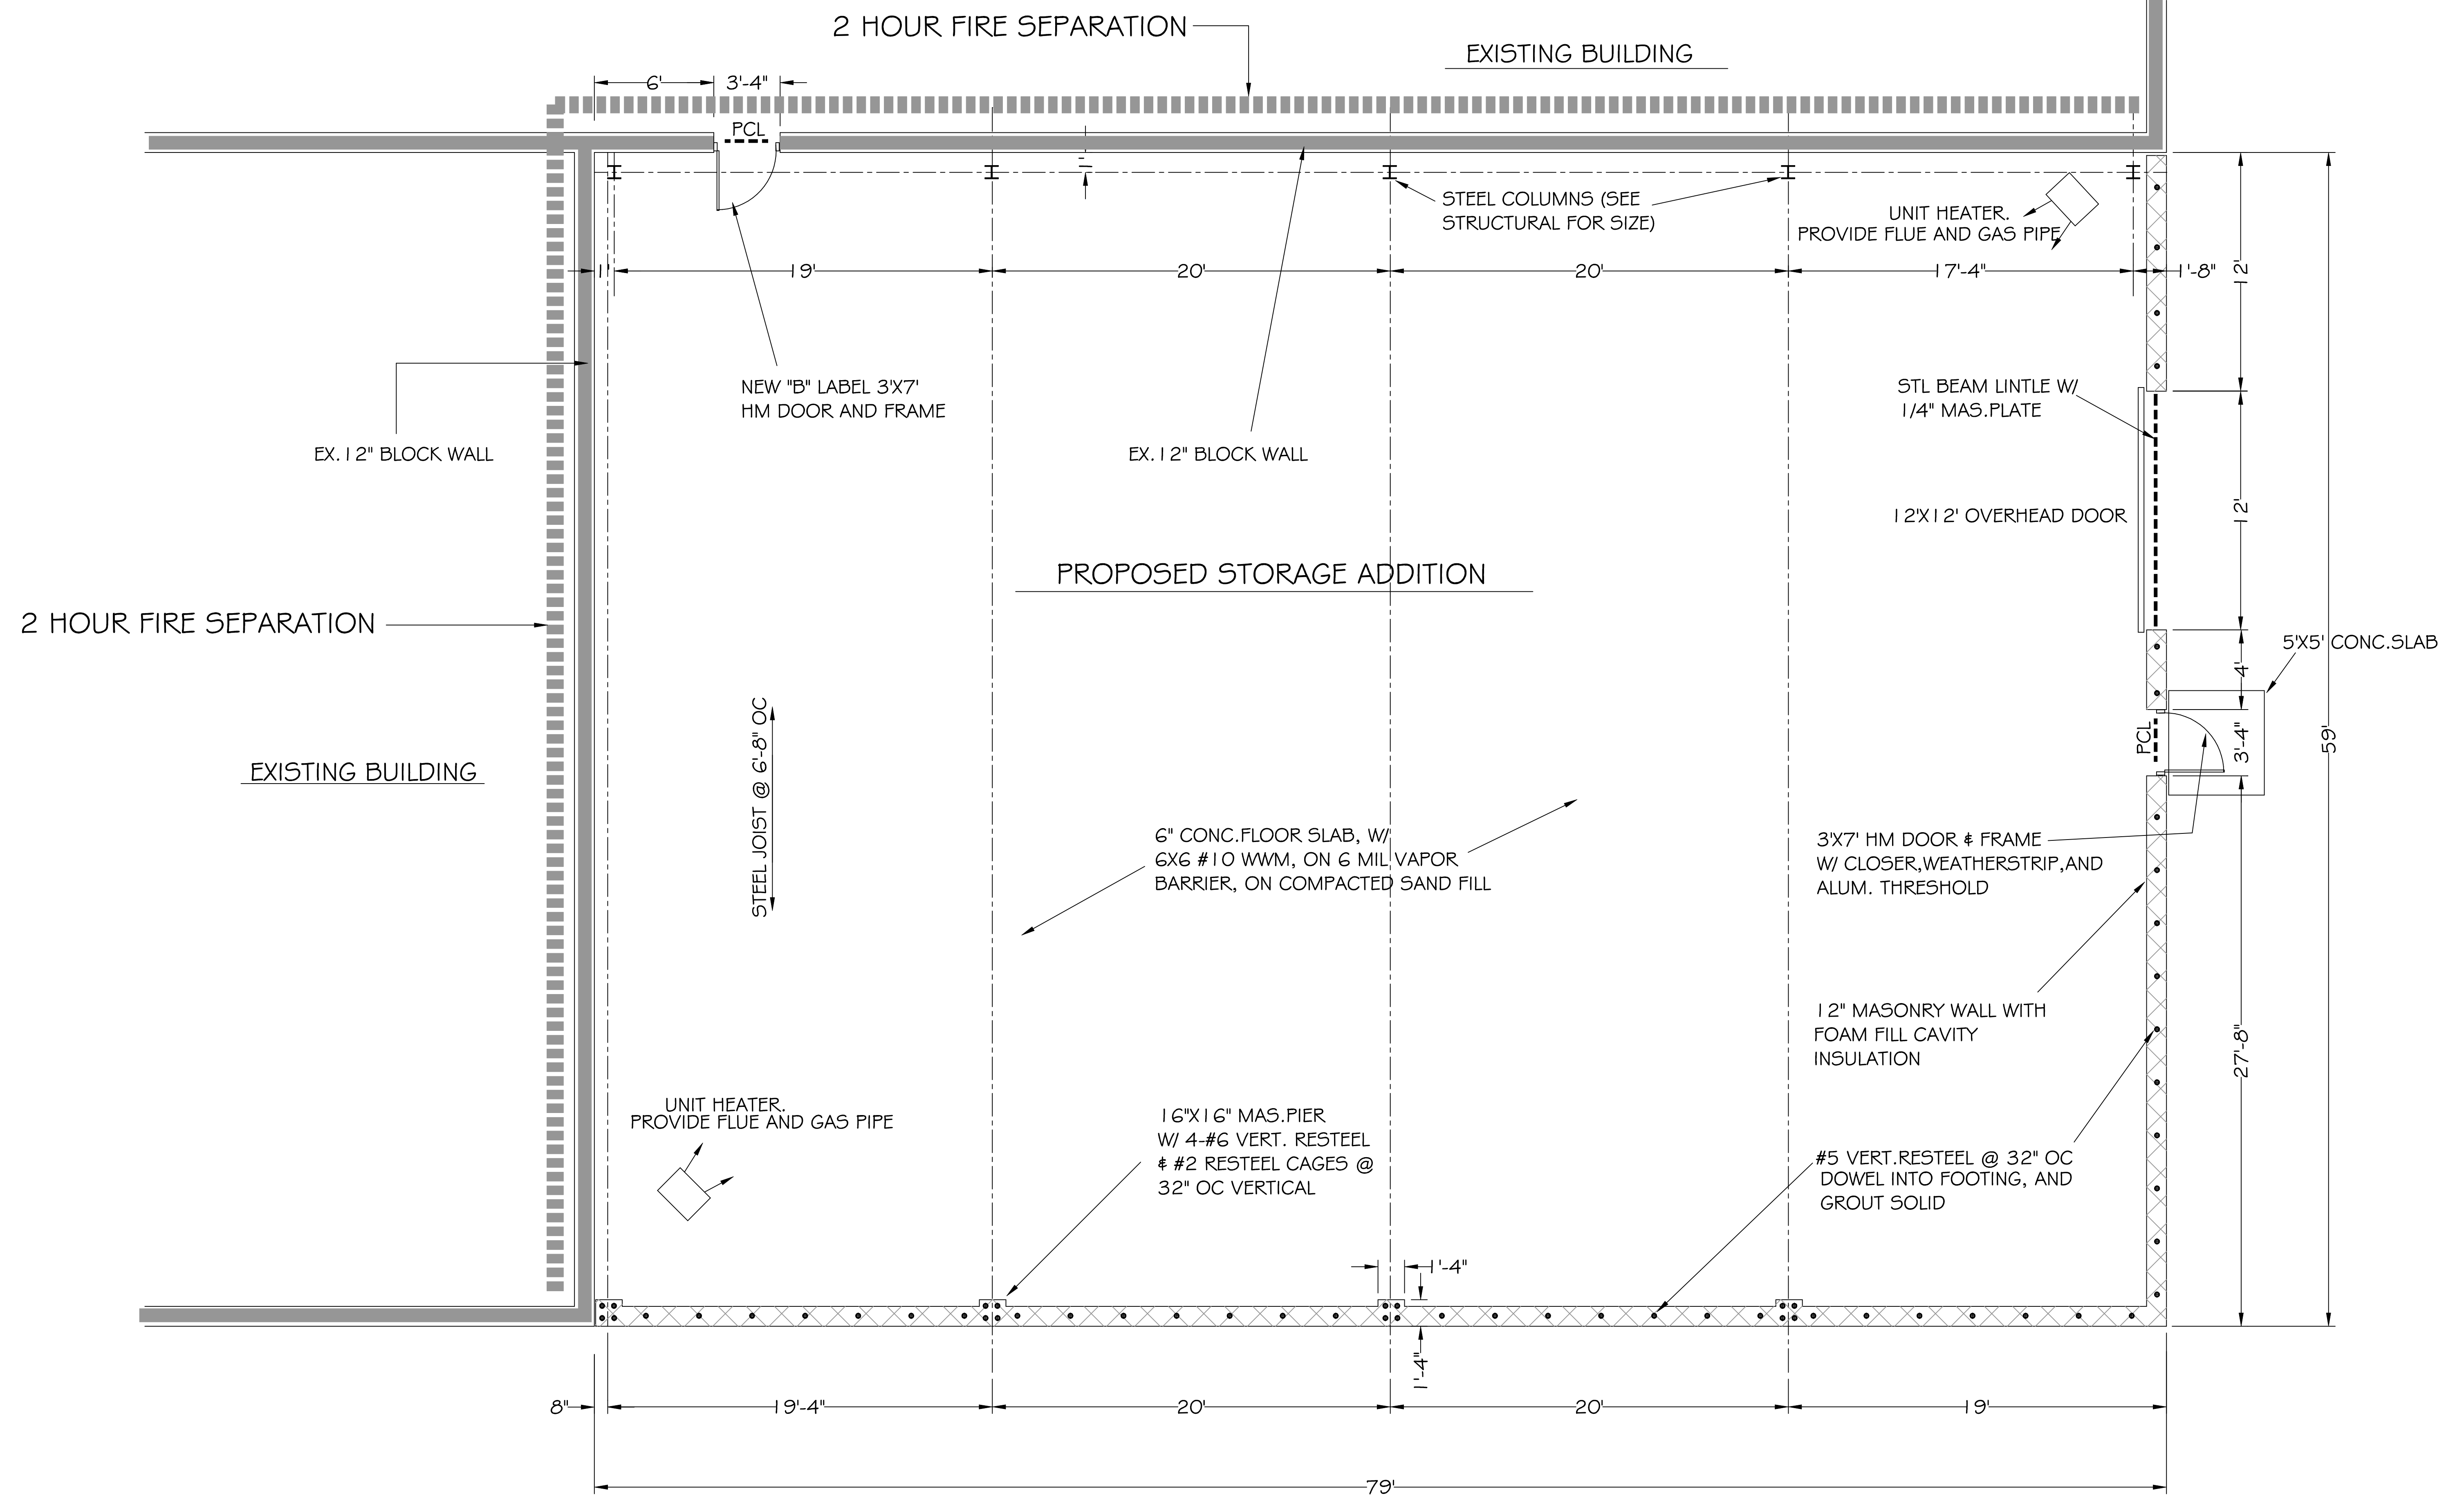 2 HOUR FIRE SEPARATION
EXISTING BUILDING
6'
3'-4"
PCL
1'
STEEL COLUMNS (SEE
STRUCTURAL FOR SIZE)
UNIT HEATER.
PROVIDE FLUE AND GAS PIPE
1'
19'
20'
20'
17'-4"
1'-8"
12'
NEW "B" LABEL 3'X7'
HM DOOR AND FRAME
STL BEAM LINTLE W/
1/4" MAS.PLATE
EX.12" BLOCK WALL
EX.12" BLOCK WALL
12'X12' OVERHEAD DOOR
12'
PROPOSED STORAGE ADDITION
2 HOUR FIRE SEPARATION
5'X5' CONC.SLAB
4'
PCL
3'-4"
59'
EXISTING BUILDING
STEEL JOIST @ 6'-8" OC
6" CONC.FLOOR SLAB, W/
6X6 #10 WWM, ON 6 MIL VAPOR
BARRIER, ON COMPACTED SAND FILL
3'X7' HM DOOR & FRAME
W/ CLOSER,WEATHERSTRIP,AND
ALUM. THRESHOLD
12" MASONRY WALL WITH
FOAM FILL CAVITY
INSULATION
27'-8"
UNIT HEATER.
PROVIDE FLUE AND GAS PIPE
16"X16" MAS.PIER
W/ 4-#6 VERT. RESTEEL
& #2 RESTEEL CAGES @
32" OC VERTICAL
#5 VERT.RESTEEL @ 32" OC
DOWEL INTO FOOTING, AND
GROUT SOLID
1'-4"
1'-4"
8"
19'-4"
20'
20'
19'
79'